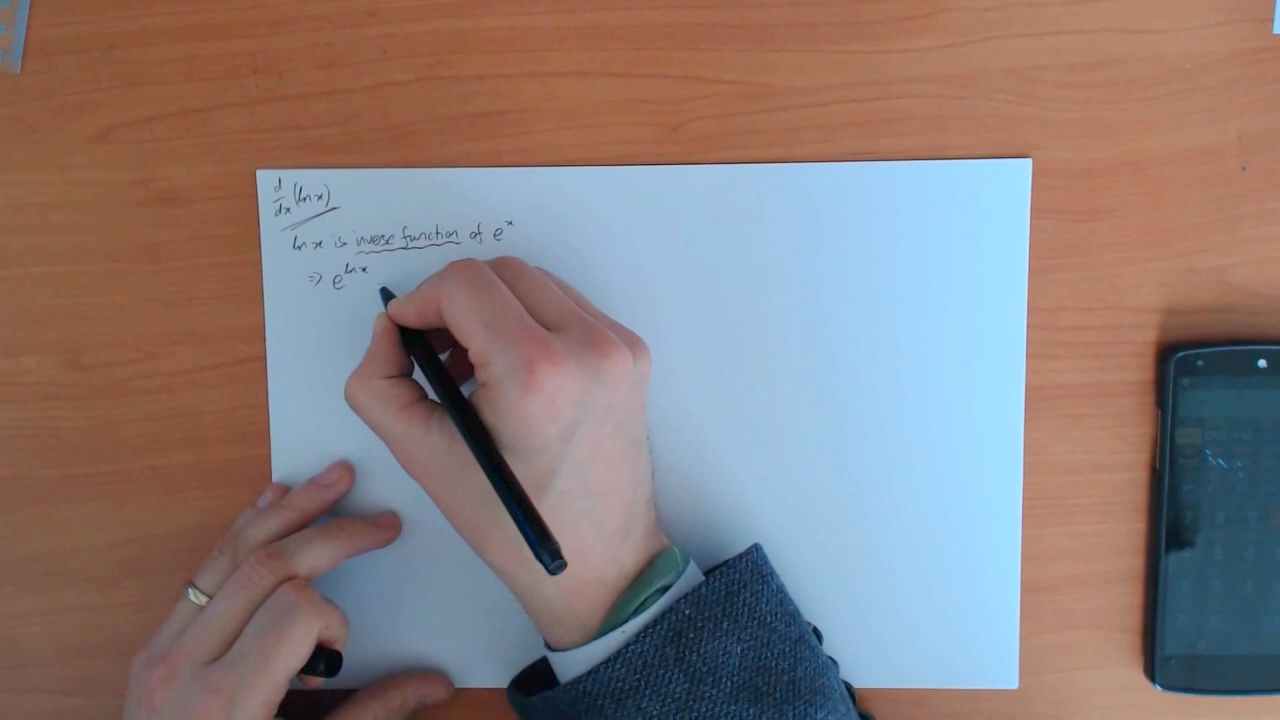 d/dx (ln x)
ln x is inverse function of e^x
⇒ e^ln x